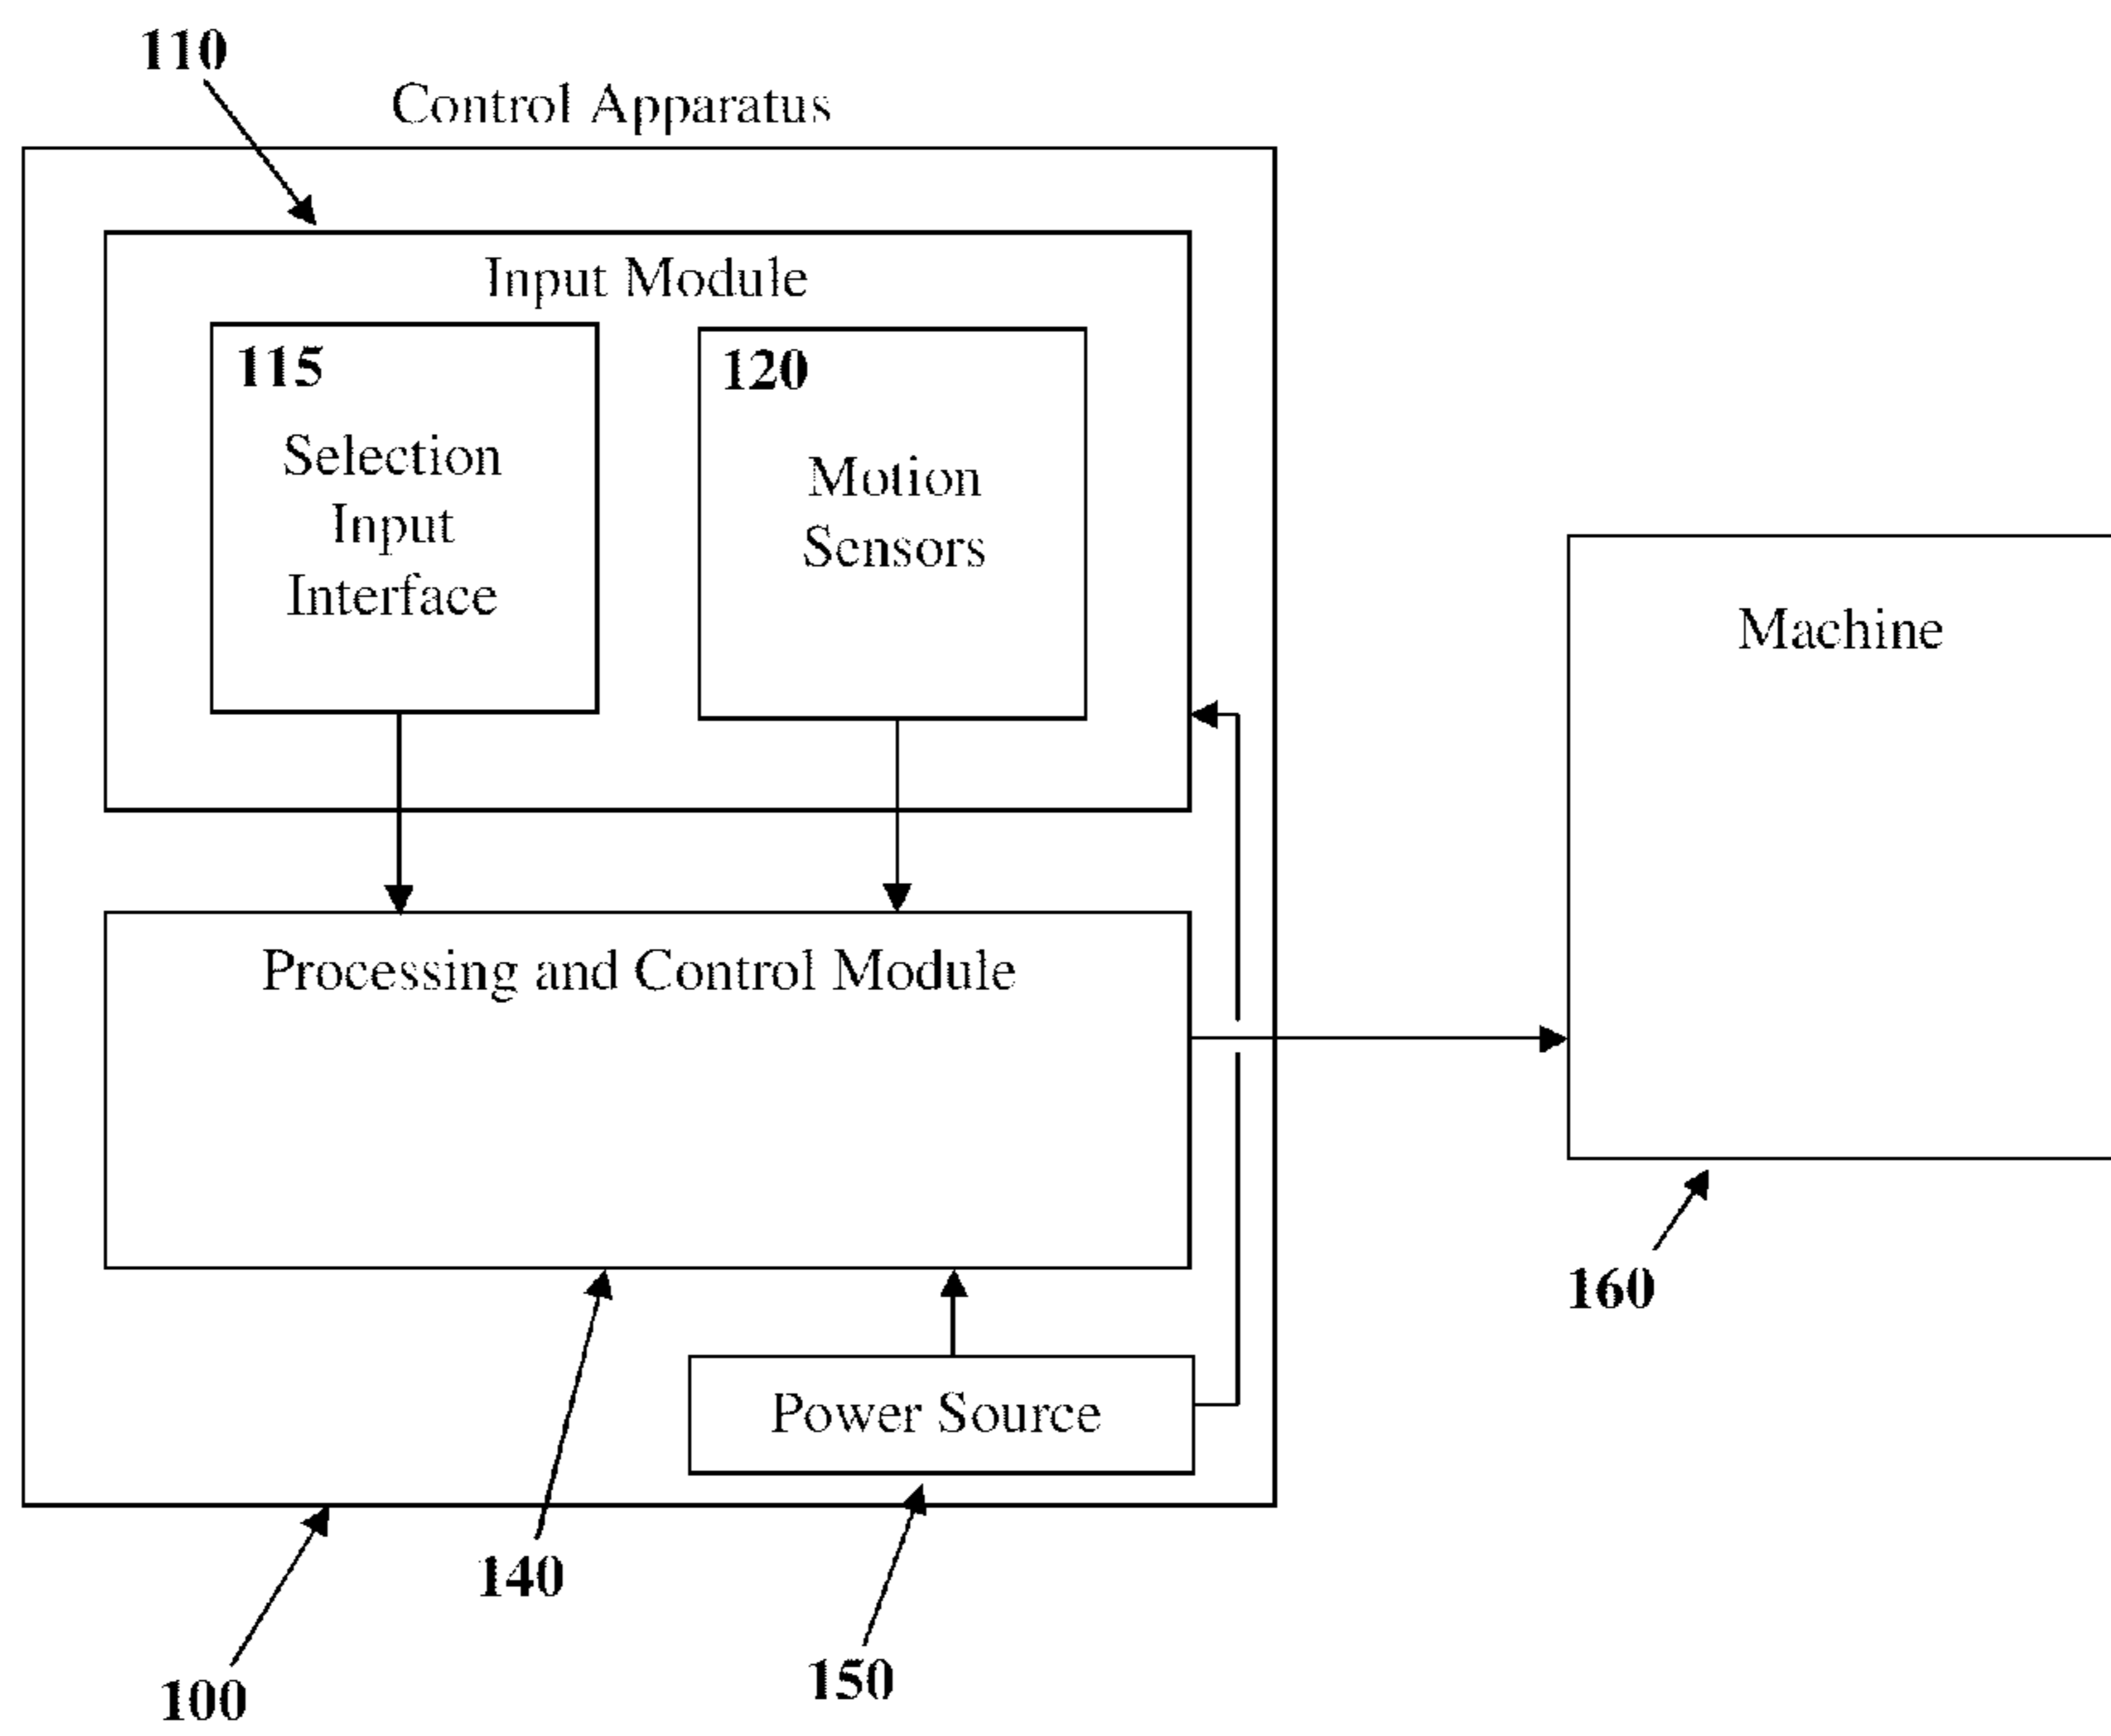 110
Control Apparatus
Input Module
115
Selection
Input
Interface
120
Motion
Sensors
Machine
Processing and Control Module
160
Power Source
140
150
100